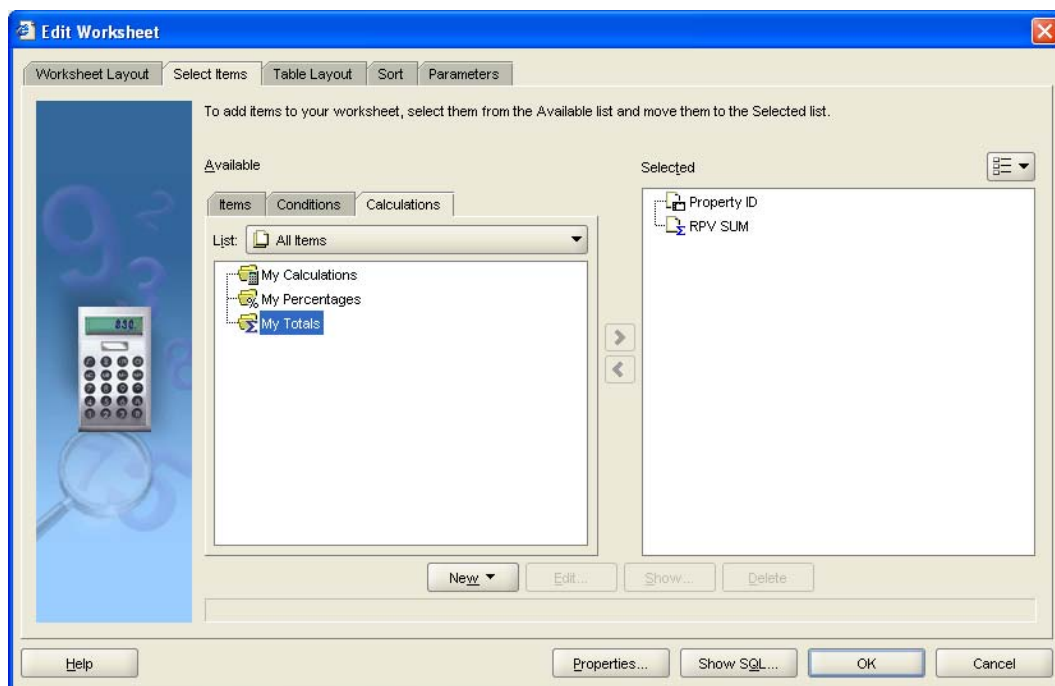 Edit Worksheet
Worksheet Layout Select Items Table Layout Sort Parameters
To add items to your worksheet, select them from the Available list and move them to the Selected list.
Available
Selected
Items Conditions Calculations
List: All Items
My Calculations
My Percentages
My Totals
Property ID
RPV SUM
New Edit... Show... Delete
Help Properties... Show SQL... OK Cancel